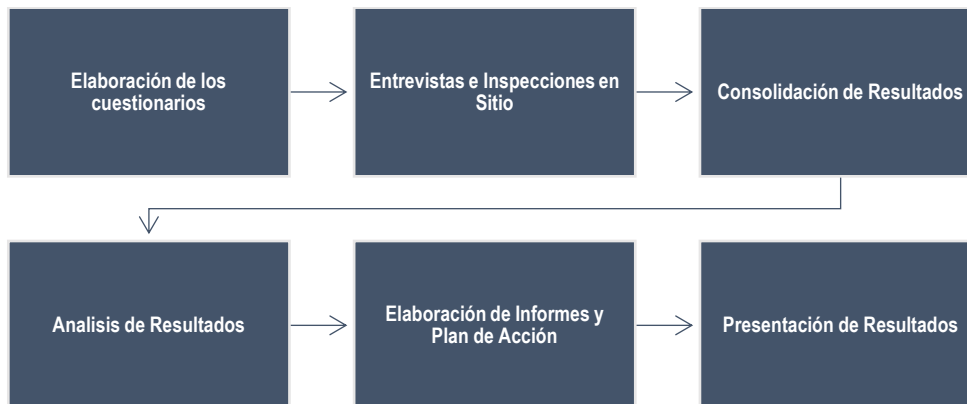 Elaboración de los
cuestionarios
Entrevistas e Inspecciones en
Sitio
Consolidación de Resultados
Analisis de Resultados
Elaboración de Informes y
Plan de Acción
Presentación de Resultados